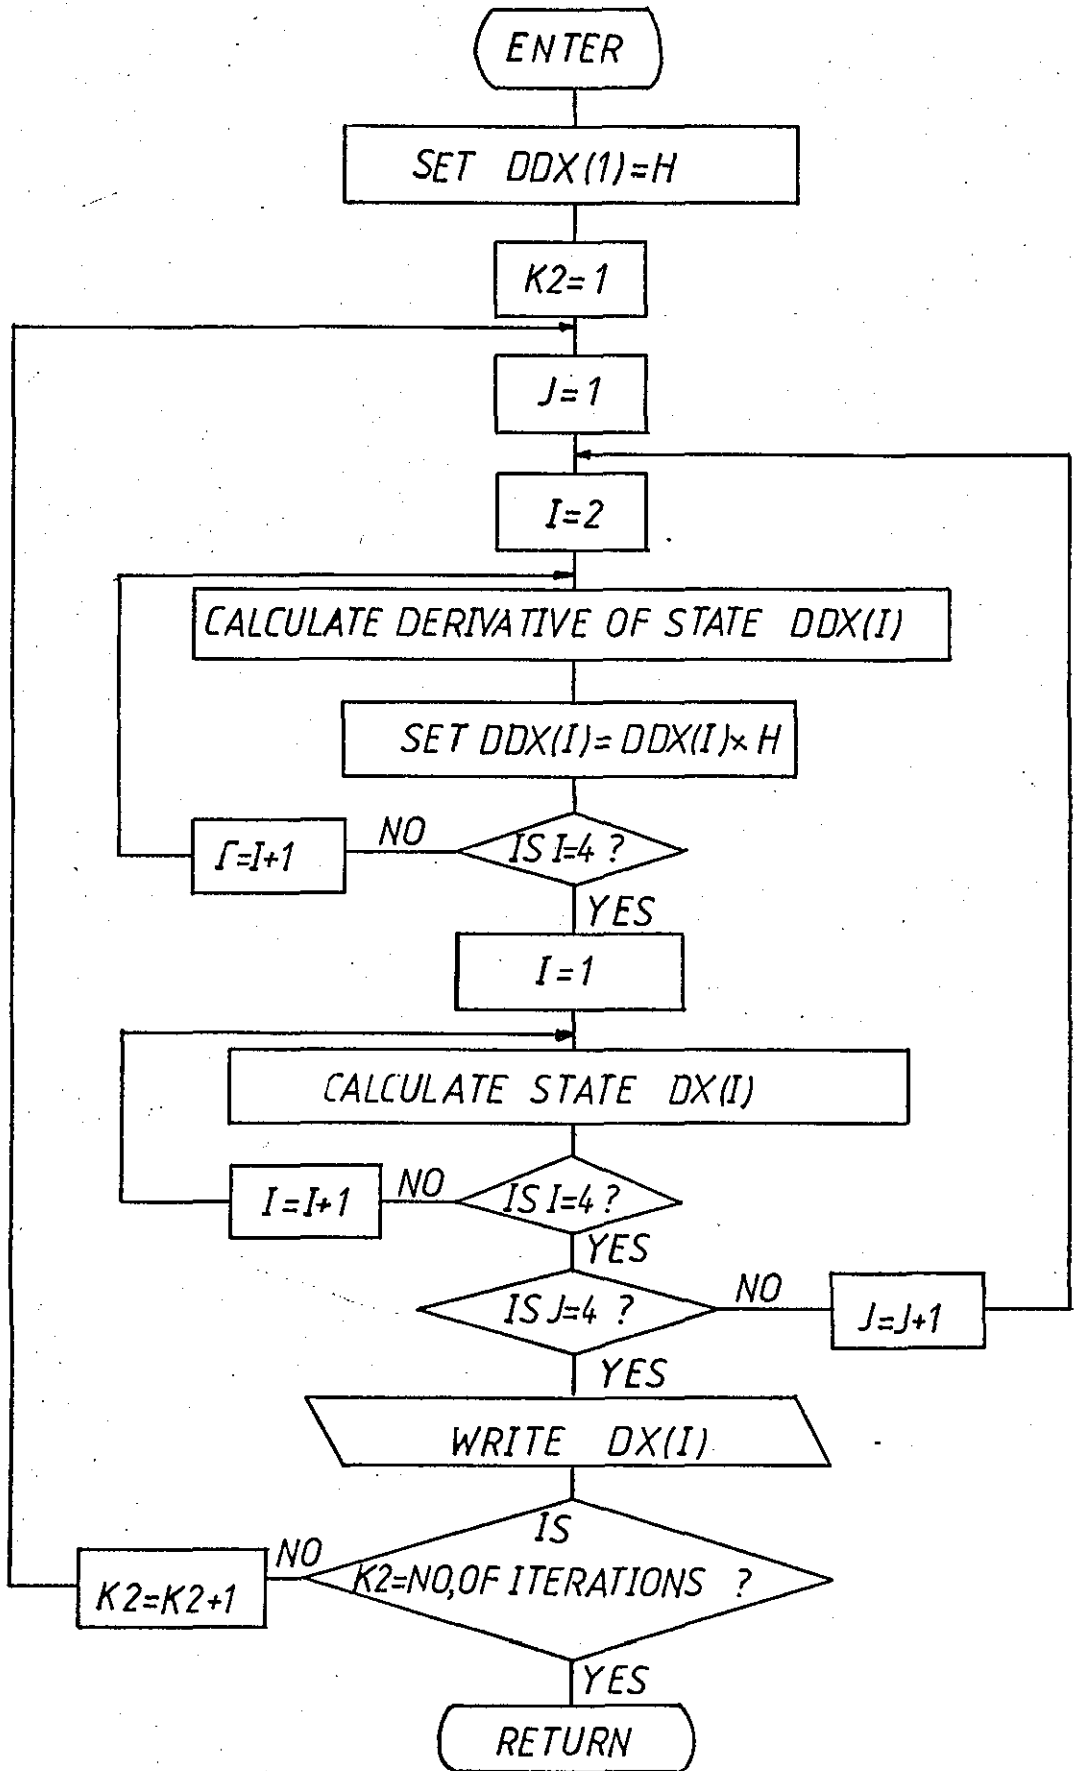 ENTER
SET DDX(1)=H
K2=1
J=1
I=2
CALCULATE DERIVATIVE OF STATE DDX(I)
SET DDX(I)=DDX(I)× H
I=I+1
NO
IS I=4 ?
YES
I=1
CALCULATE STATE DX(I)
I=I+1
NO
IS I=4 ?
YES
IS J=4 ?
NO
J=J+1
YES
WRITE DX(I)
IS
K2=NO,OF ITERATIONS ?
NO
K2=K2+1
YES
RETURN